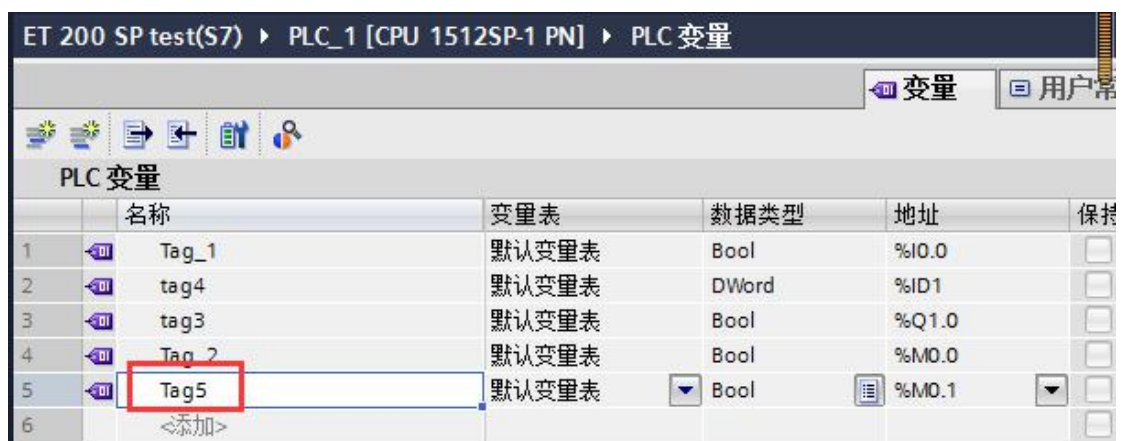 ET 200 SP test(S7) ▸ PLC_1 [CPU 1512SP-1 PN] ▸ PLC 变量
变量 用户常
PLC 变量
名称 变量表 数据类型 地址 保持
1 Tag_1 默认变量表 Bool %I0.0
2 tag4 默认变量表 DWord %ID1
3 tag3 默认变量表 Bool %Q1.0
4 Tag_2 默认变量表 Bool %M0.0
5 Tag5 默认变量表 Bool %M0.1
6 <添加>